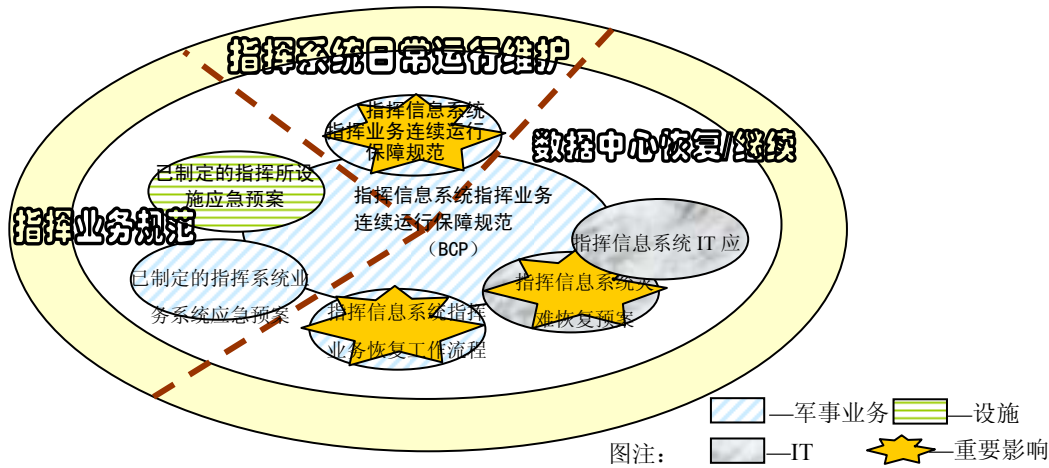 指挥系统日常运行维护
指挥信息系统
指挥业务连续运行
保障规范
数据中心恢复/继续
已制定的指挥所设
施应急预案
指挥信息系统指挥业务
连续运行保障规范
（BCP）
指挥业务规范
指挥信息系统 IT 应
已制定的指挥系统业
务系统应急预案
指挥信息系统灾
难恢复预案
指挥信息系统指挥
业务恢复工作流程
图注：
—军事业务
—设施
—IT
—重要影响